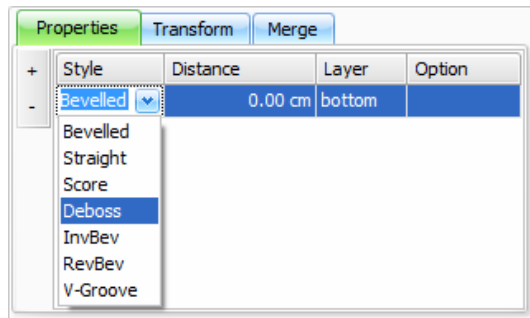 Properties Transform Merge
+ Style Distance Layer Option
- Bevelled 0.00 cm bottom
Bevelled
Straight
Score
Deboss
InvBev
RevBev
V-Groove